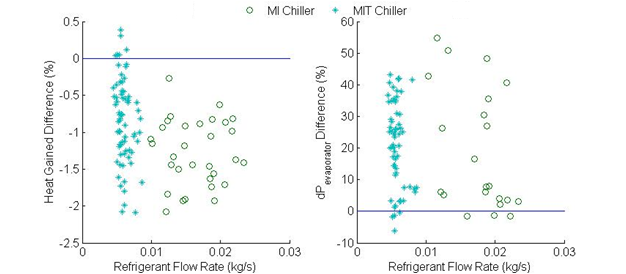 MI Chiller MIT Chiller
0.5
0
-0.5
-1
-1.5
-2
-2.5
0 0.01 0.02 0.03
Heat Gained Difference (%)
Refrigerant Flow Rate (kg/s)
60
50
40
30
20
10
0
-10
0 0.01 0.02 0.03
dPevaporator Difference (%)
Refrigerant Flow Rate (kg/s)